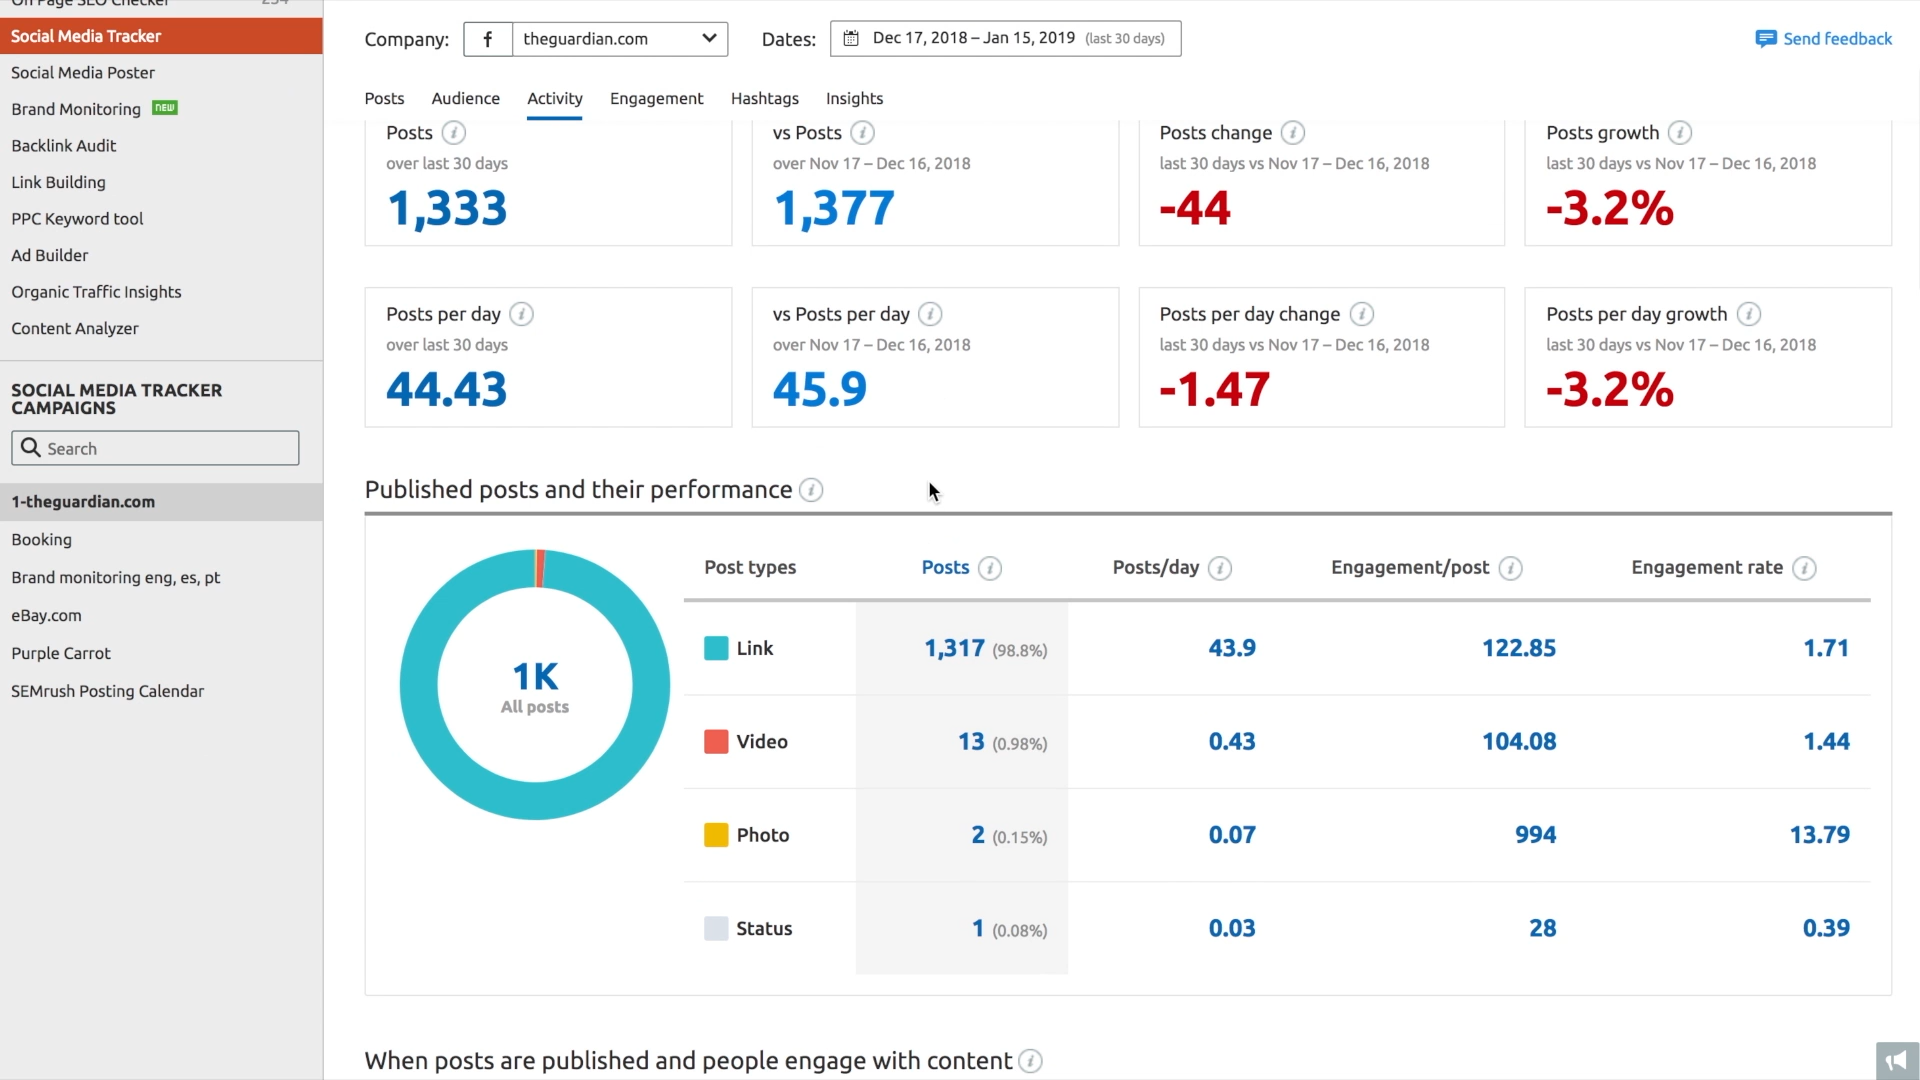 On Page SEO Checker 234
Social Media Tracker
Social Media Poster
Brand Monitoring new
Backlink Audit
Link Building
PPC Keyword tool
Ad Builder
Organic Traffic Insights
Content Analyzer
SOCIAL MEDIA TRACKER
CAMPAIGNS
Search
1-theguardian.com
Booking
Brand monitoring eng, es, pt
eBay.com
Purple Carrot
SEMrush Posting Calendar
Company: f theguardian.com Dates: Dec 17, 2018 – Jan 15, 2019 (last 30 days) Send feedback
Posts Audience Activity Engagement Hashtags Insights
Posts i
over last 30 days
1,333
vs Posts i
over Nov 17 – Dec 16, 2018
1,377
Posts change i
last 30 days vs Nov 17 – Dec 16, 2018
-44
Posts growth i
last 30 days vs Nov 17 – Dec 16, 2018
-3.2%
Posts per day i
over last 30 days
44.43
vs Posts per day i
over Nov 17 – Dec 16, 2018
45.9
Posts per day change i
last 30 days vs Nov 17 – Dec 16, 2018
-1.47
Posts per day growth i
last 30 days vs Nov 17 – Dec 16, 2018
-3.2%
Published posts and their performance i
1K
All posts
Post types Posts i Posts/day i Engagement/post i Engagement rate i
Link 1,317 (98.8%) 43.9 122.85 1.71
Video 13 (0.98%) 0.43 104.08 1.44
Photo 2 (0.15%) 0.07 994 13.79
Status 1 (0.08%) 0.03 28 0.39
When posts are published and people engage with content i